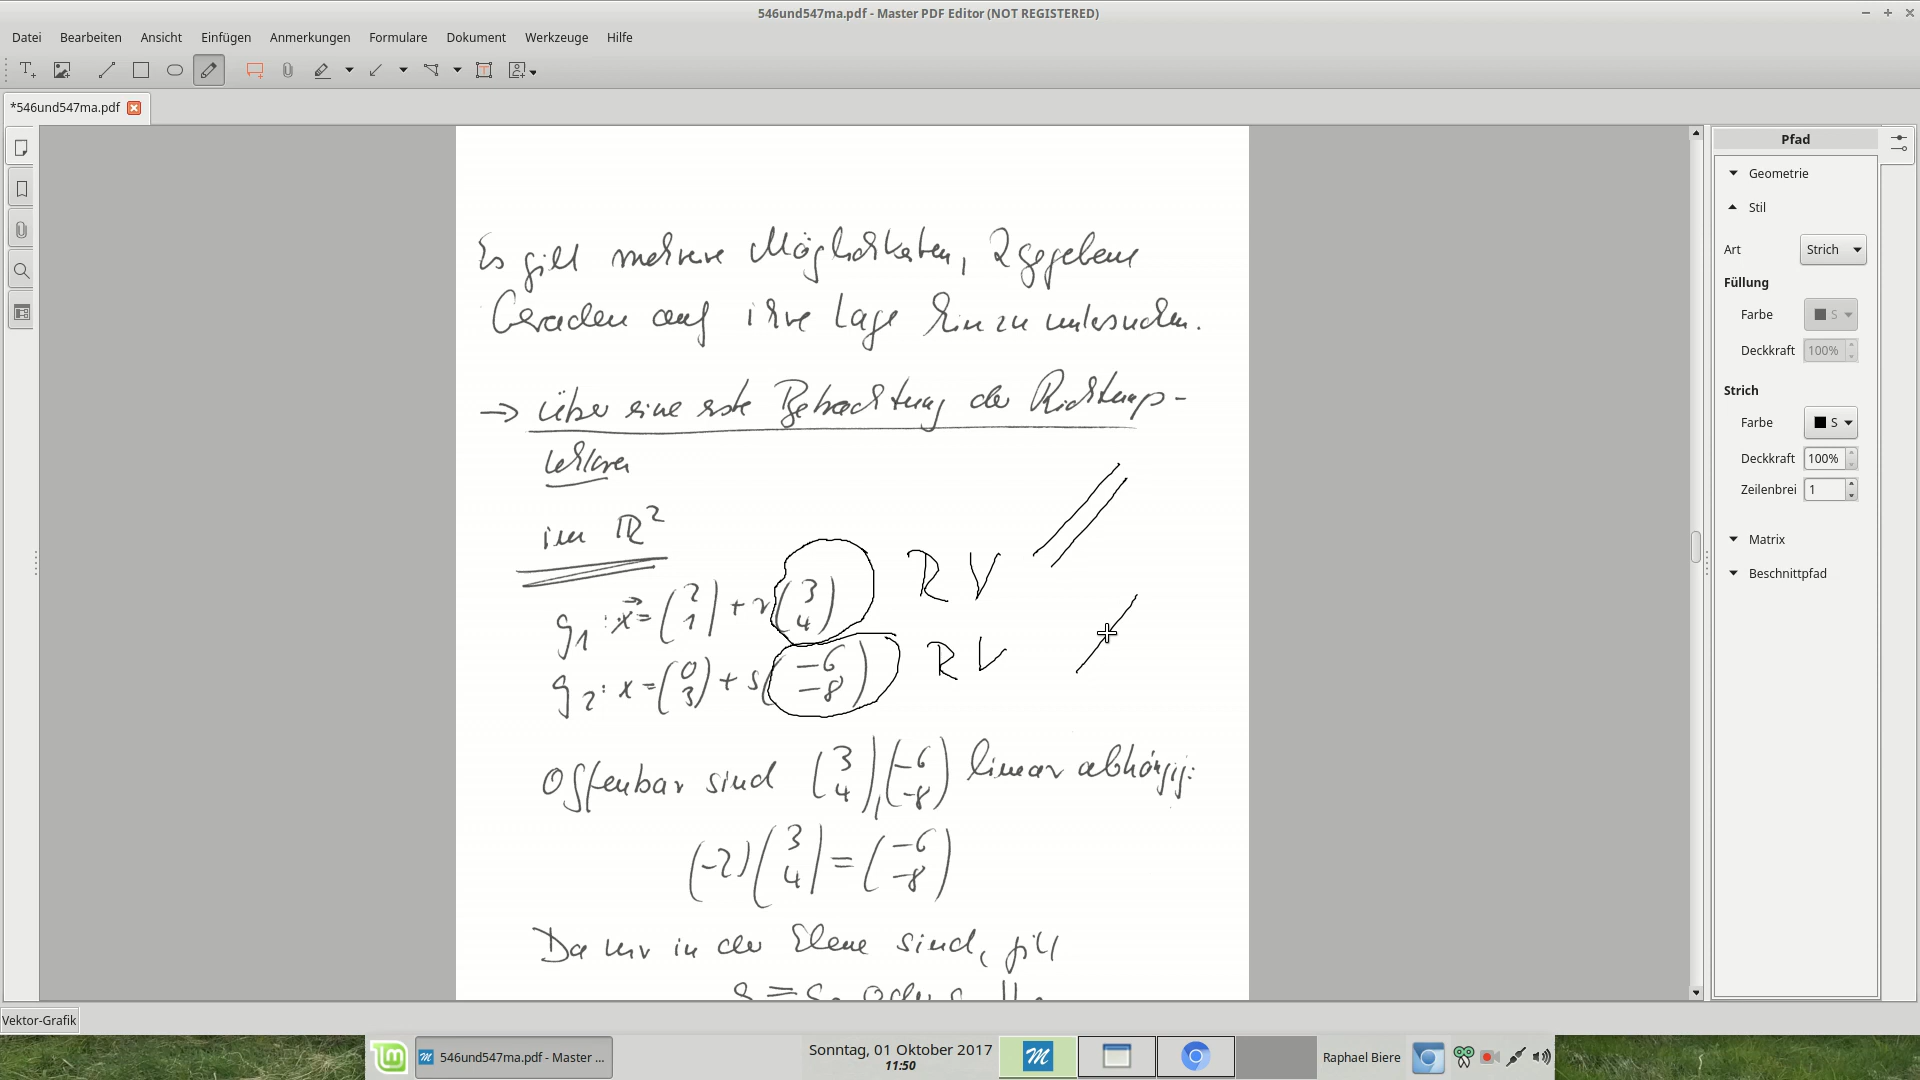 546und547ma.pdf - Master PDF Editor (NOT REGISTERED)
Datei Bearbeiten Ansicht Einfügen Anmerkungen Formulare Dokument Werkzeuge Hilfe
*546und547ma.pdf
Es gibt mehrere Möglichkeiten, 2 gegebene
Geraden auf ihre Lage hin zu untersuchen.
→ über eine erste Betrachtung der Richtungs-
vektoren
im ℝ²
g₁: x⃗ = (2 1) + r (3 4) RV
g₂: x = (0 3) + s (-6 -8) RV
Offenbar sind (3 4), (-6 -8) linear abhängig:
(-2) (3 4) = (-6 -8)
Da wir in der Ebene sind, gilt
Pfad
Geometrie
Stil
Art Strich
Füllung
Farbe S
Deckkraft 100%
Strich
Farbe S
Deckkraft 100%
Zeilenbrei 1
Matrix
Beschnittpfad
Vektor-Grafik
546und547ma.pdf - Master ...
Sonntag, 01 Oktober 2017
11:50
Raphael Biere